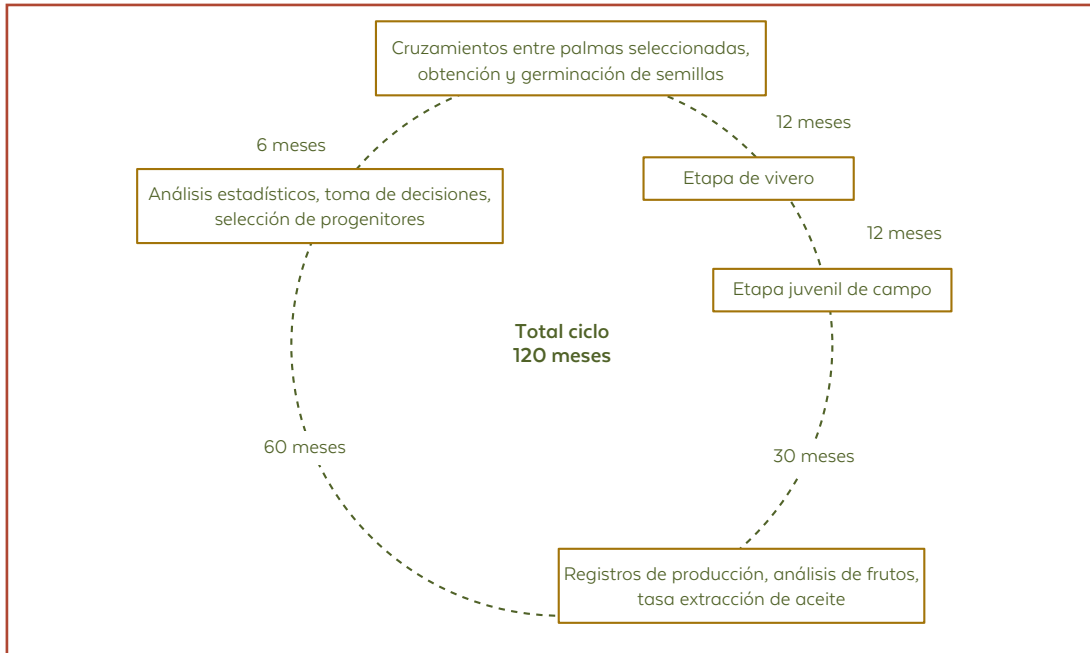 Cruzamientos entre palmas seleccionadas,
obtención y germinación de semillas
12 meses
6 meses
Etapa de vivero
Análisis estadísticos, toma de decisiones,
selección de progenitores
12 meses
Etapa juvenil de campo
Total ciclo
120 meses
60 meses
30 meses
Registros de producción, análisis de frutos,
tasa extracción de aceite